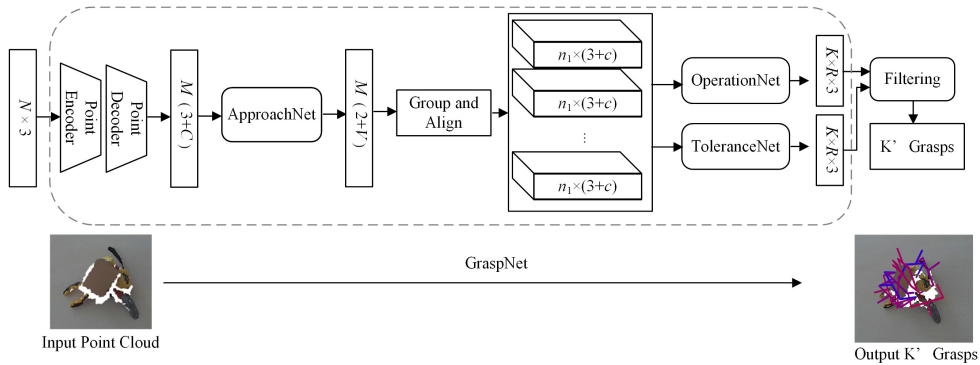 N × 3
Point
Encoder
Point
Decoder
M (3+C)
ApproachNet
M (2+V)
Group and
Align
n₁×(3+c)
n₁×(3+c)
⋮
n₁×(3+c)
OperationNet
ToleranceNet
K×R×3
K×R×3
Filtering
K’ Grasps
GraspNet
Input Point Cloud
Output K’ Grasps